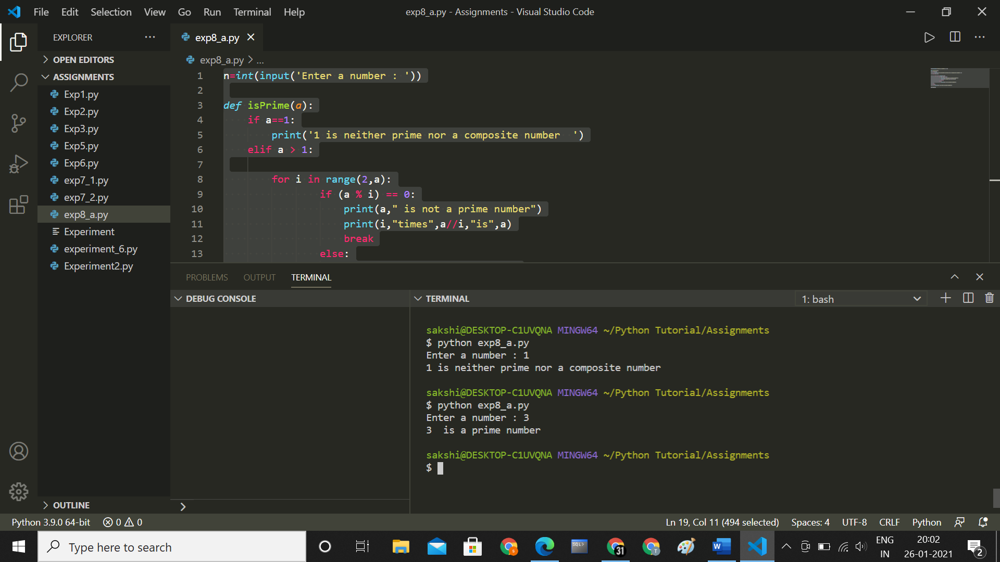 File Edit Selection View Go Run Terminal Help
exp8_a.py - Assignments - Visual Studio Code
EXPLORER
OPEN EDITORS
ASSIGNMENTS
Exp1.py
Exp2.py
Exp3.py
Exp5.py
Exp6.py
exp7_1.py
exp7_2.py
exp8_a.py
Experiment
experiment_6.py
Experiment2.py
OUTLINE
exp8_a.py
exp8_a.py > ...
1 n=int(input('Enter a number : '))
2
3 def isPrime(a):
4     if a==1:
5         print('1 is neither prime nor a composite number  ')
6     elif a > 1:
7
8         for i in range(2,a):
9                 if (a % i) == 0:
10                     print(a," is not a prime number")
11                     print(i,"times",a//i,"is",a)
12                     break
13                 else:
PROBLEMS OUTPUT TERMINAL
DEBUG CONSOLE
TERMINAL
1: bash
sakshi@DESKTOP-C1UVQNA MINGW64 ~/Python Tutorial/Assignments
$ python exp8_a.py
Enter a number : 1
1 is neither prime nor a composite number
sakshi@DESKTOP-C1UVQNA MINGW64 ~/Python Tutorial/Assignments
$ python exp8_a.py
Enter a number : 3
3  is a prime number
sakshi@DESKTOP-C1UVQNA MINGW64 ~/Python Tutorial/Assignments
$
Python 3.9.0 64-bit 0 0
Ln 19, Col 11 (494 selected) Spaces: 4 UTF-8 CRLF Python
Type here to search
S
SQL>
31
T
W
ENG
IN
20:02
26-01-2021
2